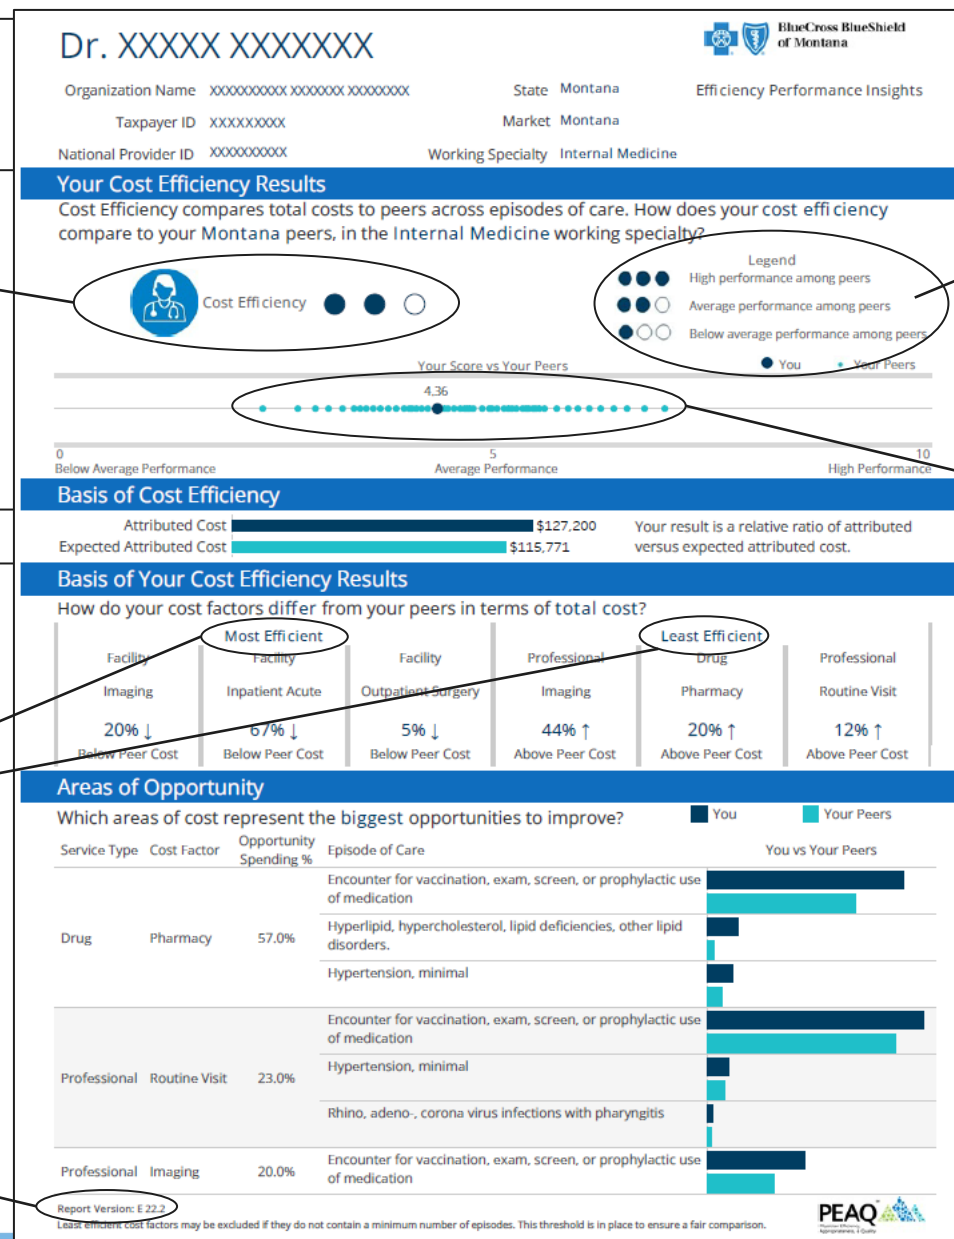 Dr. XXXXX XXXXXXX
BlueCross BlueShield
of Montana
Organization Name XXXXXXXXXX XXXXXXX XXXXXXXX State Montana Efficiency Performance Insights
Taxpayer ID XXXXXXXXX Market Montana
National Provider ID XXXXXXXXXX Working Specialty Internal Medicine
Your Cost Efficiency Results
Cost Efficiency compares total costs to peers across episodes of care. How does your cost efficiency
compare to your Montana peers, in the Internal Medicine working specialty?
Legend
High performance among peers
Cost Efficiency
Average performance among peers
Below average performance among peers
Your Score vs Your Peers You Your Peers
4.36
0 5 10
Below Average Performance Average Performance High Performance
Basis of Cost Efficiency
Attributed Cost $127,200 Your result is a relative ratio of attributed
Expected Attributed Cost $115,771 versus expected attributed cost.
Basis of Your Cost Efficiency Results
How do your cost factors differ from your peers in terms of total cost?
Most Efficient Least Efficient
Facility Facility Facility Professional Drug Professional
Imaging Inpatient Acute Outpatient Surgery Imaging Pharmacy Routine Visit
20% ↓ 67% ↓ 5% ↓ 44% ↑ 20% ↑ 12% ↑
Below Peer Cost Below Peer Cost Below Peer Cost Above Peer Cost Above Peer Cost Above Peer Cost
Areas of Opportunity
Which areas of cost represent the biggest opportunities to improve? You Your Peers
Service Type Cost Factor Opportunity Spending % Episode of Care You vs Your Peers
Encounter for vaccination, exam, screen, or prophylactic use
of medication
Drug Pharmacy 57.0% Hyperlipid, hypercholesterol, lipid deficiencies, other lipid
disorders.
Hypertension, minimal
Encounter for vaccination, exam, screen, or prophylactic use
of medication
Professional Routine Visit 23.0% Hypertension, minimal
Rhino, adeno-, corona virus infections with pharyngitis
Professional Imaging 20.0% Encounter for vaccination, exam, screen, or prophylactic use
of medication
Report Version: E 22.2
Least efficient cost factors may be excluded if they do not contain a minimum number of episodes. This threshold is in place to ensure a fair comparison.
PEAQ
Physician Efficiency,
Appropriateness, & Quality